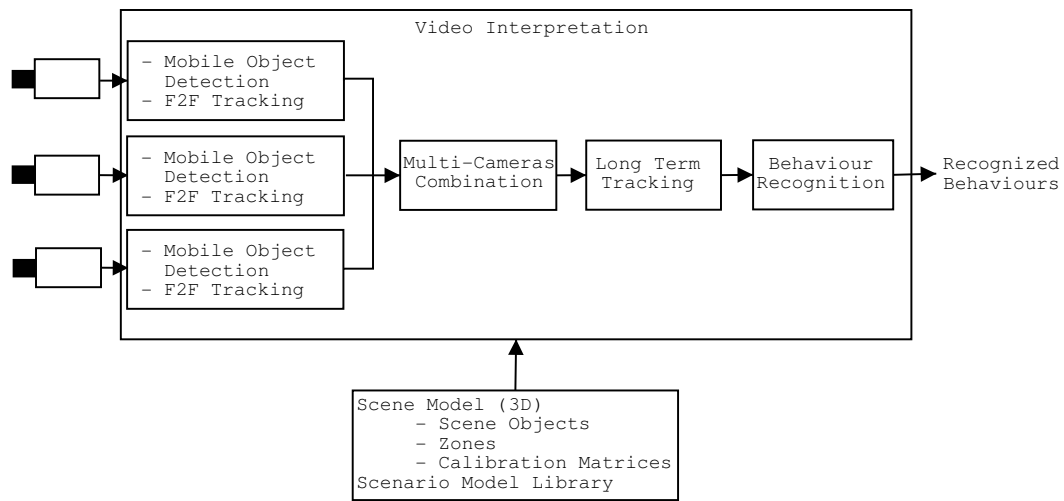 Video Interpretation
- Mobile Object
Detection
- F2F Tracking
- Mobile Object
Detection
- F2F Tracking
- Mobile Object
Detection
- F2F Tracking
Multi-Cameras
Combination
Long Term
Tracking
Behaviour
Recognition
Recognized
Behaviours
Scene Model (3D)
- Scene Objects
- Zones
- Calibration Matrices
Scenario Model Library